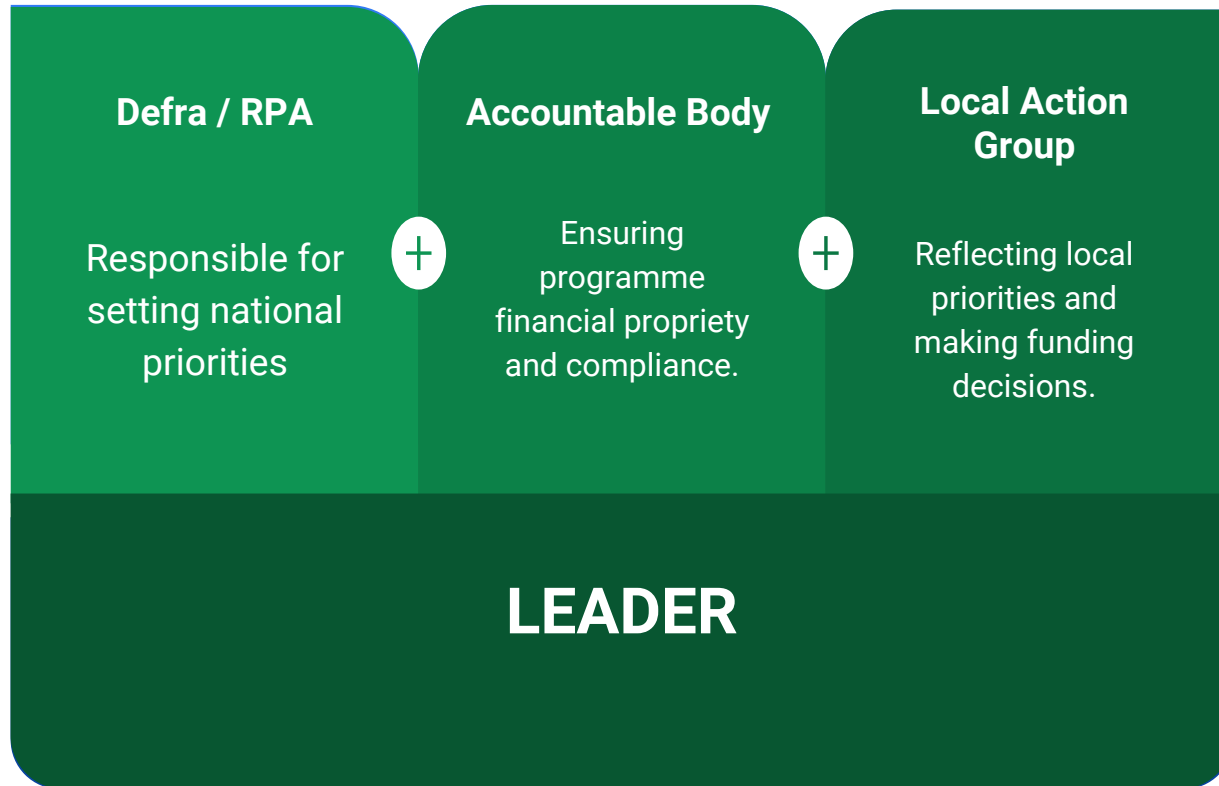 Defra / RPA
Responsible for
setting national
priorities
+
Accountable Body
Ensuring
programme
financial propriety
and compliance.
+
Local Action
Group
Reflecting local
priorities and
making funding
decisions.
LEADER